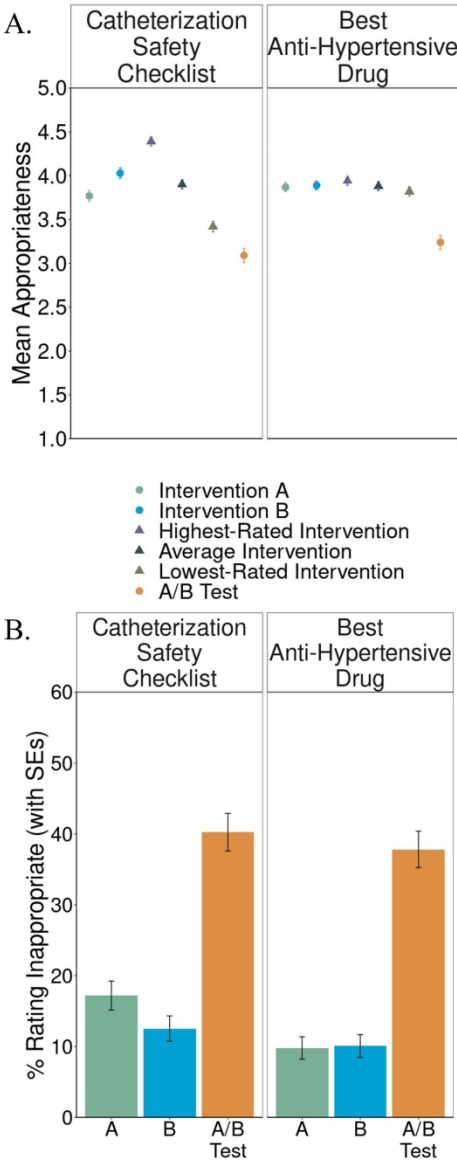 A.
Catheterization
Safety
Checklist
Best
Anti-Hypertensive
Drug
Mean Appropriateness
5.0
4.5
4.0
3.5
3.0
2.5
2.0
1.5
1.0
Intervention A
Intervention B
Highest-Rated Intervention
Average Intervention
Lowest-Rated Intervention
A/B Test
B.
Catheterization
Safety
Checklist
Best
Anti-Hypertensive
Drug
% Rating Inappropriate (with SEs)
60
50
40
30
20
10
0
A
B
A/B
Test
A
B
A/B
Test